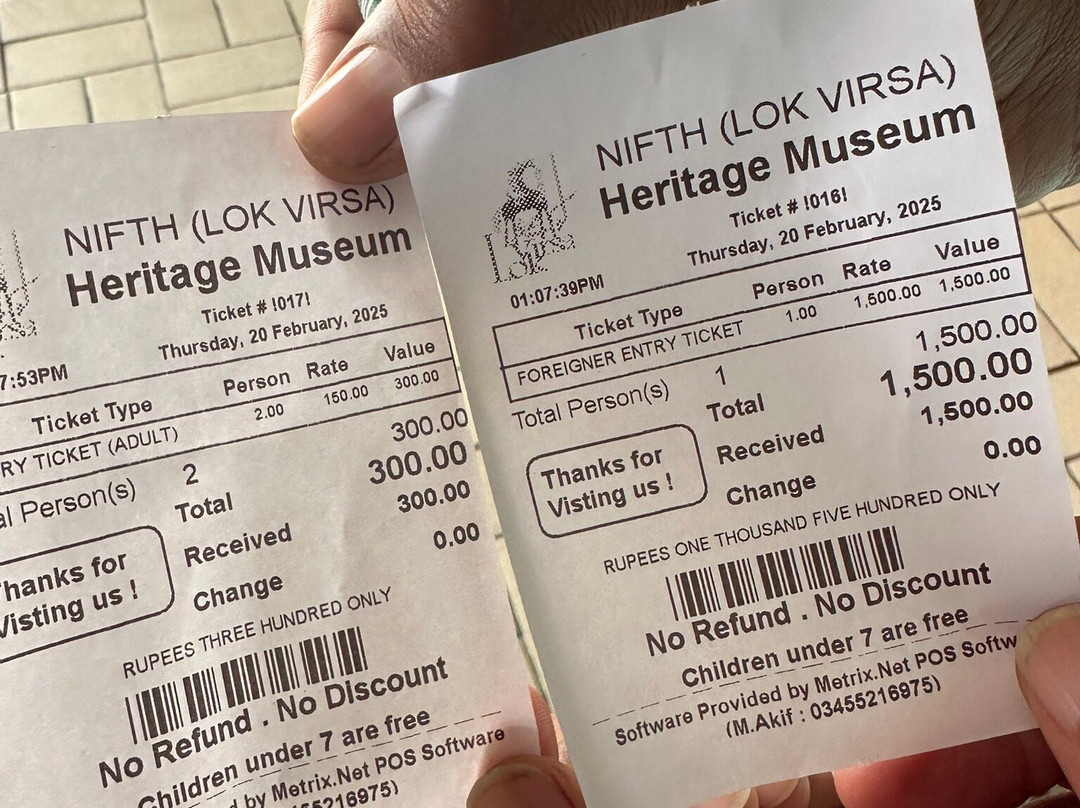 NIFTH (LOK VIRSA)
Heritage Museum
Ticket # !017!
Thursday, 20 February, 2025
7:53PM
Ticket Type Person Rate Value
RY TICKET (ADULT) 2.00 150.00 300.00
al Person(s) 2 300.00
Total 300.00
Received 300.00
Change 0.00
Thanks for
Visting us !
RUPEES THREE HUNDRED ONLY
No Refund . No Discount
Children under 7 are free
d by Metrix.Net POS Software
55216975)
NIFTH (LOK VIRSA)
Heritage Museum
Ticket # !016!
Thursday, 20 February, 2025
01:07:39PM
Ticket Type Person Rate Value
FOREIGNER ENTRY TICKET 1.00 1,500.00 1,500.00
Total Person(s) 1 1,500.00
Total 1,500.00
Received 1,500.00
Change 0.00
Thanks for
Visting us !
RUPEES ONE THOUSAND FIVE HUNDRED ONLY
No Refund . No Discount
Children under 7 are free
Software Provided by Metrix.Net POS Softw
(M.Akif : 03455216975)